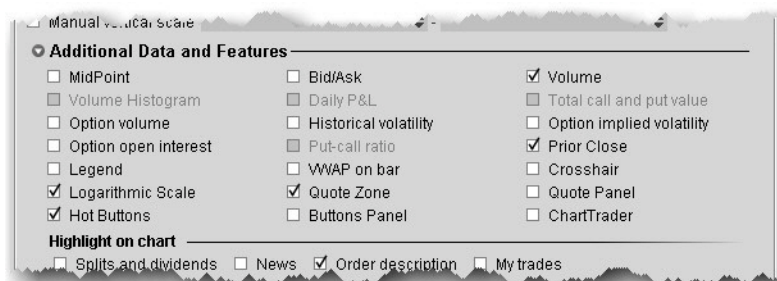 Manual vertical scale -
Additional Data and Features
MidPoint Bid/Ask Volume
Volume Histogram Daily P&L Total call and put value
Option volume Historical volatility Option implied volatility
Option open interest Put-call ratio Prior Close
Legend VWAP on bar Crosshair
Logarithmic Scale Quote Zone Quote Panel
Hot Buttons Buttons Panel ChartTrader
Highlight on chart
Splits and dividends News Order description My trades